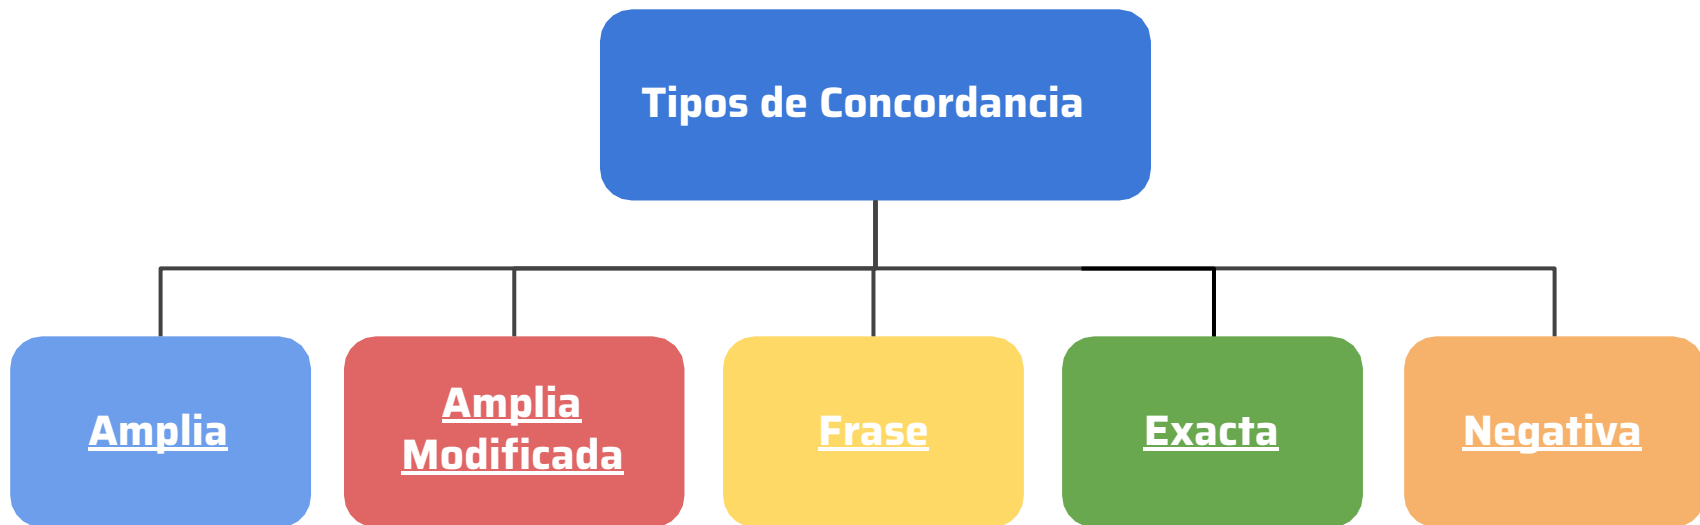 Tipos de Concordancia
Amplia
Amplia
Modificada
Frase
Exacta
Negativa